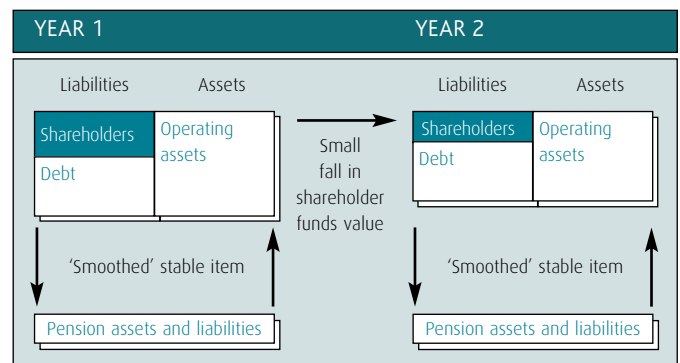 YEAR 1
YEAR 2
Liabilities
Assets
Shareholders
Operating
assets
Debt
'Smoothed' stable item
Pension assets and liabilities
Small
fall in
shareholder
funds value
Liabilities
Assets
Shareholders
Operating
assets
Debt
'Smoothed' stable item
Pension assets and liabilities